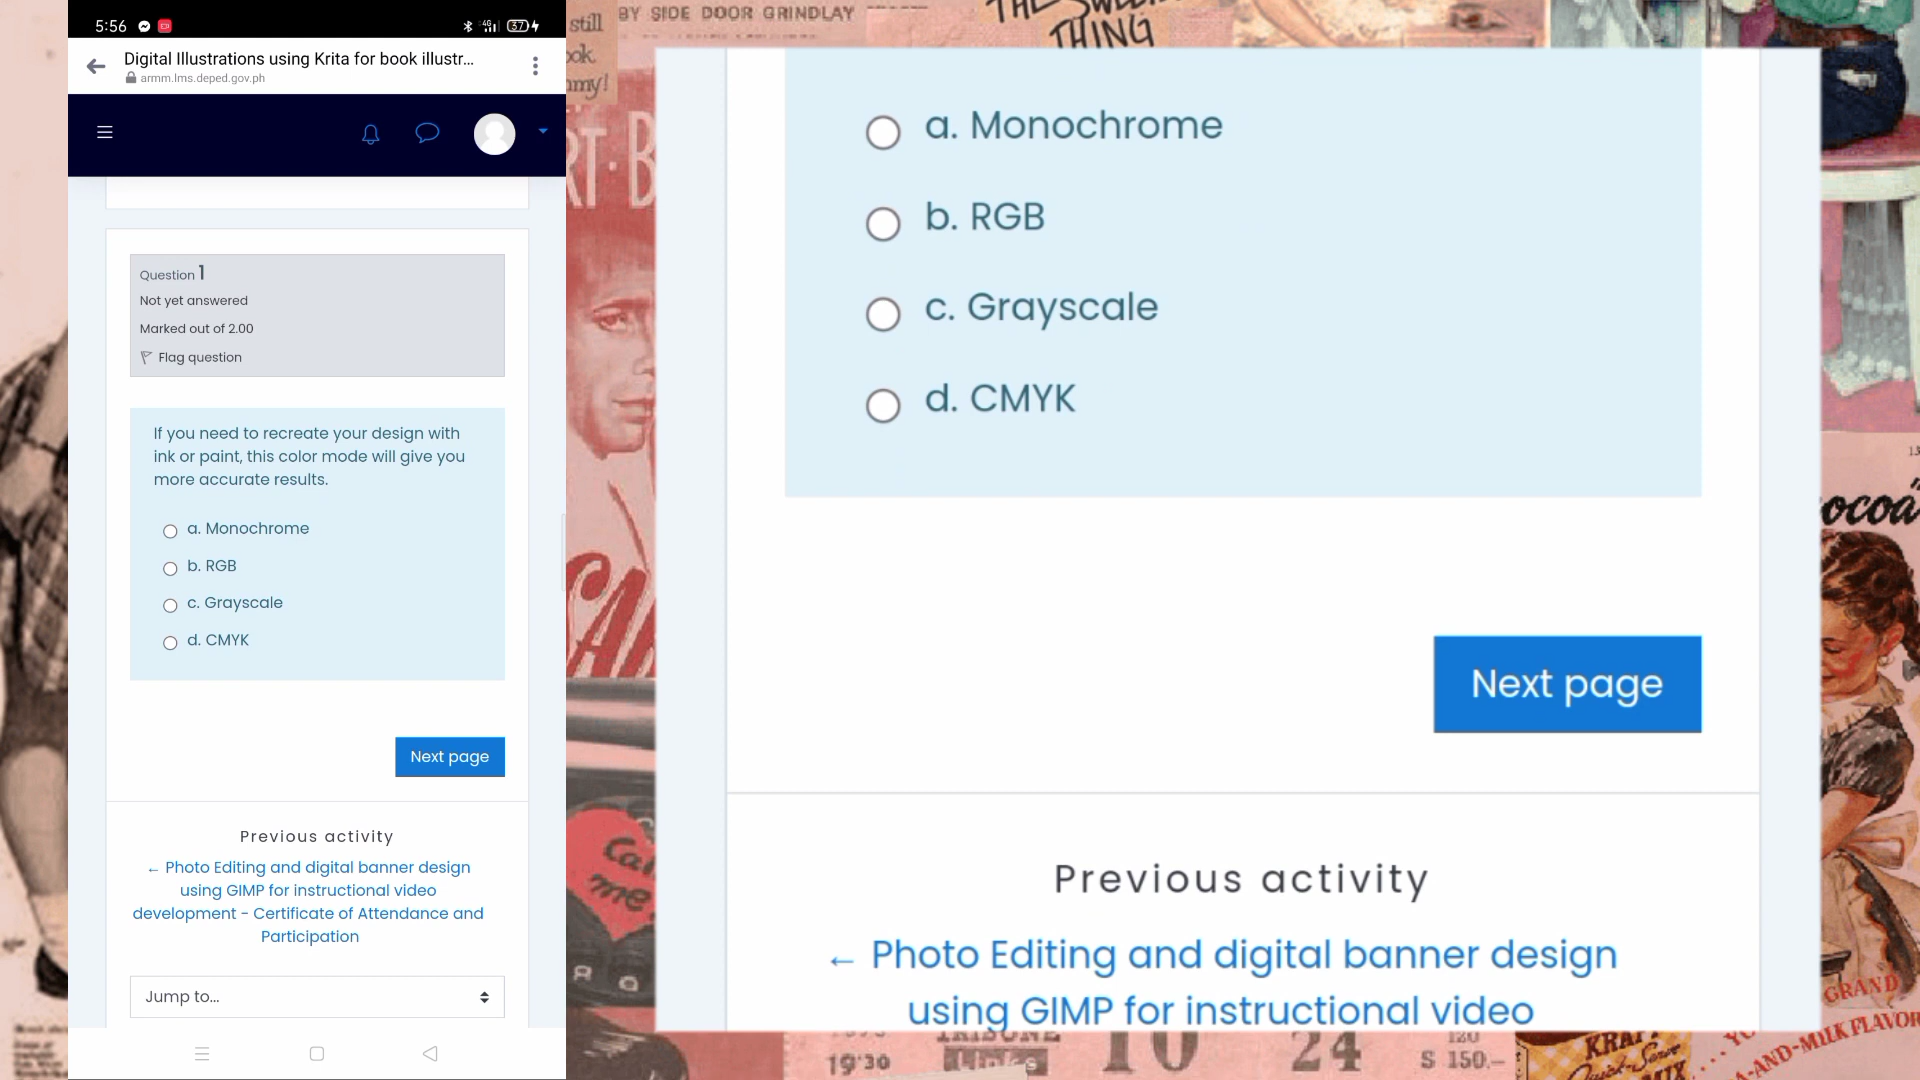 5:56
4G
37
Digital Illustrations using Krita for book illustr...
armm.lms.deped.gov.ph
Question 1
Not yet answered
Marked out of 2.00
Flag question
If you need to recreate your design with
ink or paint, this color mode will give you
more accurate results.
a. Monochrome
b. RGB
c. Grayscale
d. CMYK
Next page
Previous activity
← Photo Editing and digital banner design
using GIMP for instructional video
development - Certificate of Attendance and
Participation
Jump to...
still
BY SIDE DOOR GRINDLAY
THING
a. Monochrome
b. RGB
c. Grayscale
d. CMYK
Next page
Previous activity
← Photo Editing and digital banner design
using GIMP for instructional video
19'30
10
24
S 150.-
GRAND